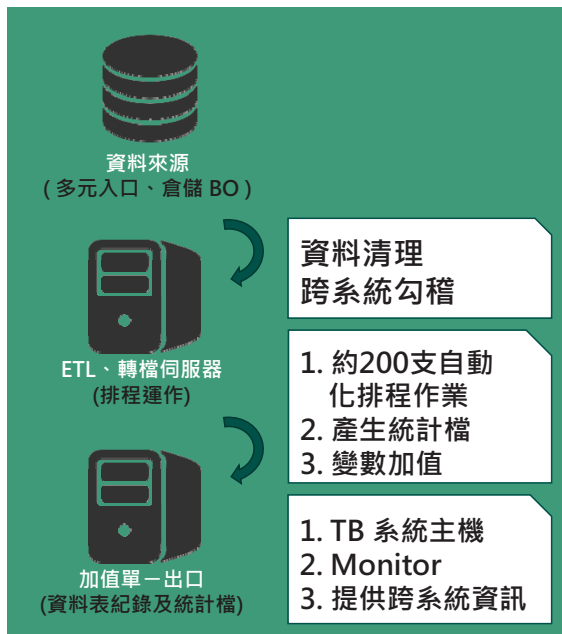 資料來源
(多元入口、倉儲 BO)
資料清理
跨系統勾稽
ETL、轉檔伺服器
(排程運作)
1. 約200支自動
化排程作業
2. 產生統計檔
3. 變數加值
加值單一出口
(資料表紀錄及統計檔)
1. TB 系統主機
2. Monitor
3. 提供跨系統資訊